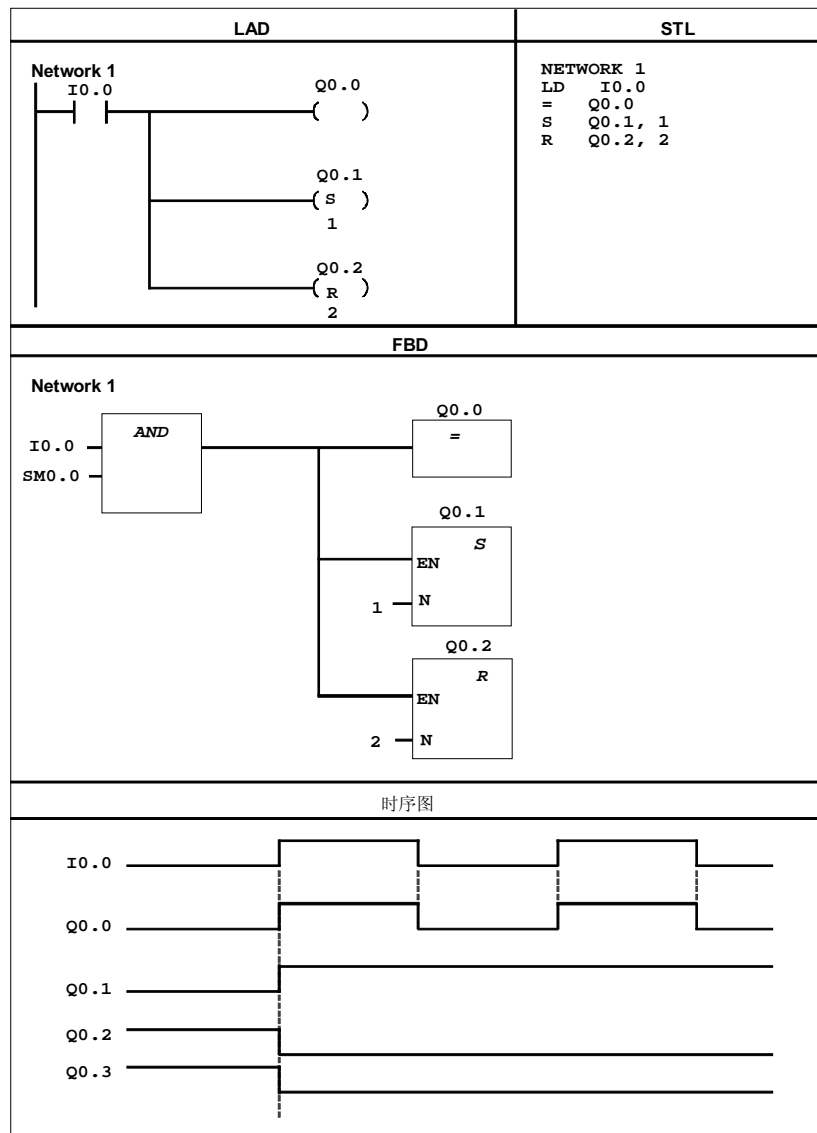 LAD
STL
Network 1
I0.0
Q0.0
( )
Q0.1
( S )
1
Q0.2
( R )
2
NETWORK 1
LD I0.0
= Q0.0
S Q0.1, 1
R Q0.2, 2
FBD
Network 1
I0.0
SM0.0
AND
Q0.0
=
Q0.1
S
EN
1
N
Q0.2
R
EN
2
N
时序图
I0.0
Q0.0
Q0.1
Q0.2
Q0.3